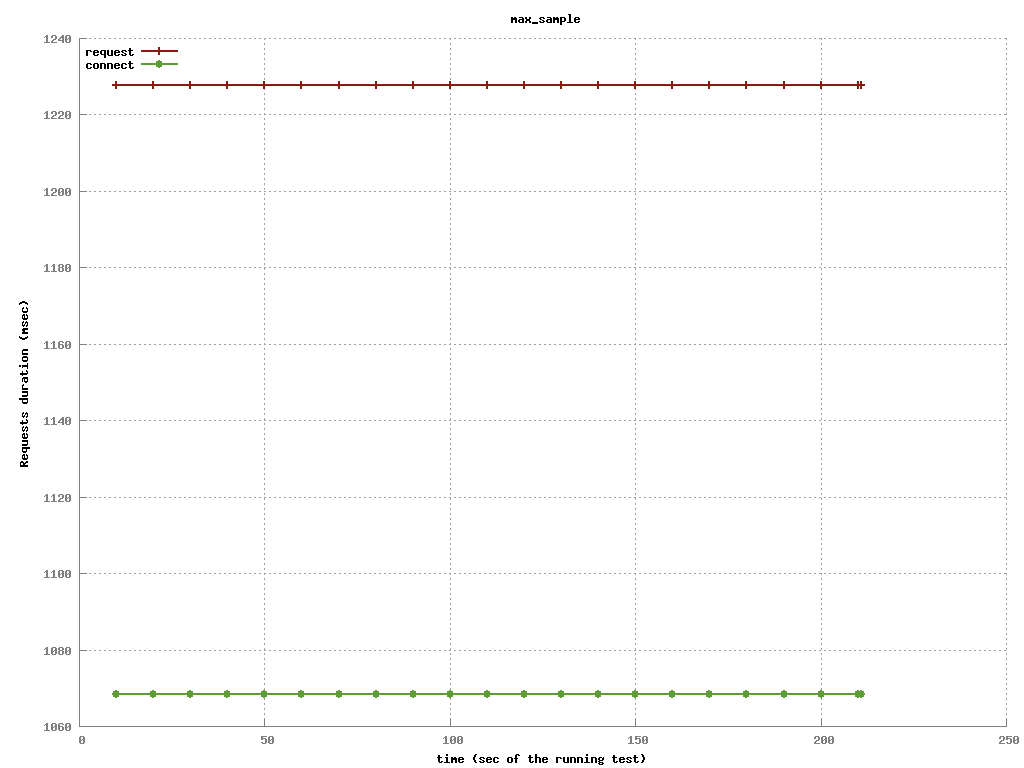 max_sample
1240
request
connect
1220
1200
1180
1160
1140
1120
1100
1080
1060
Requests duration (msec)
0 50 100 150 200 250
time (sec of the running test)